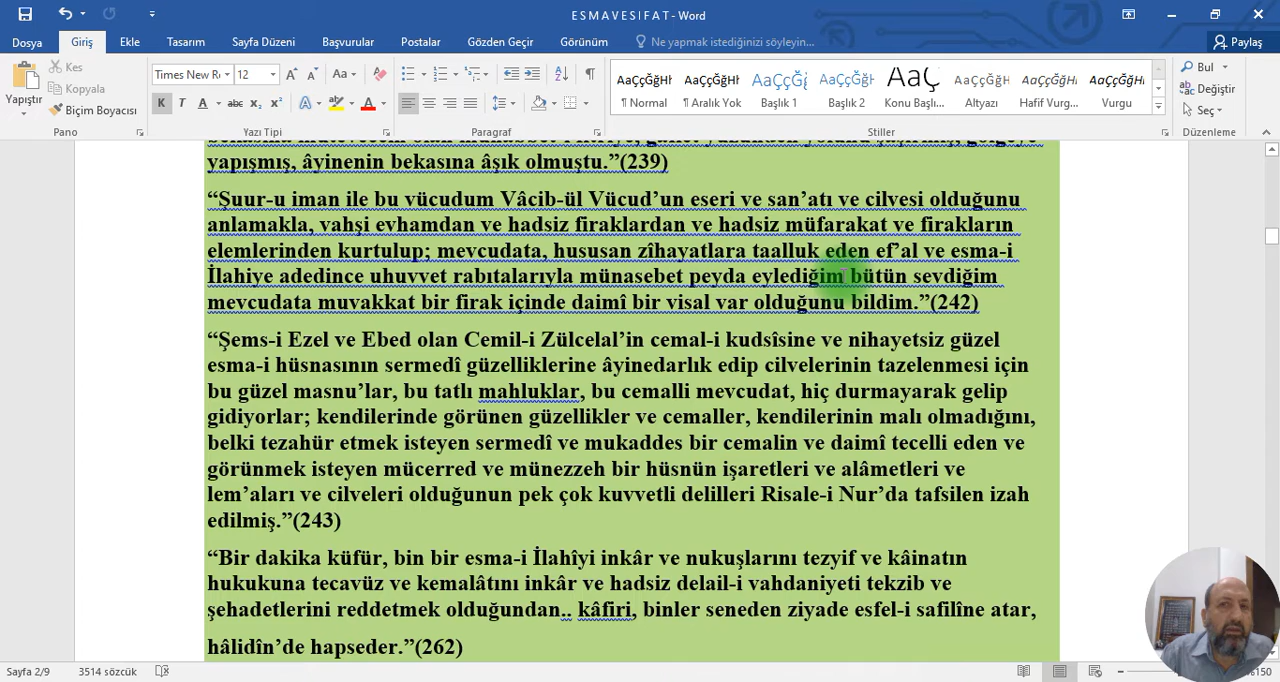 ESMAVESIFAT - Word
Paylaş
Dosya Giriş Ekle Tasarım Sayfa Düzeni Başvurular Postalar Gözden Geçir Görünüm Ne yapmak istediğinizi söyleyin...
Yapıştır
Kes
Kopyala
Biçim Boyacısı
Pano
Times New Ro 12
Yazı Tipi
Paragraf
AaÇçĞğHł AaÇçĞğHł AaÇçĞğ AaÇçĞğİ AaÇ AaÇçĞğH AaÇçĞğHł AaÇçĞğHł
¶ Normal ¶ Aralık Yok Başlık 1 Başlık 2 Konu Başlı... Altyazı Hafif Vurg... Vurgu
Stiller
Bul
Değiştir
Seç
Düzenleme
yapışmış, âyinenin bekasına âşık olmuştu.”(239)
“Şuur-u iman ile bu vücudum Vâcib-ül Vücud’un eseri ve san’atı ve cilvesi olduğunu
anlamakla, vahşi evhamdan ve hadsiz firaklardan ve hadsiz müfarakat ve firakların
elemlerinden kurtulup; mevcudata, hususan zîhayatlara taalluk eden ef’al ve esma-i
İlahiye adedince uhuvvet rabıtalarıyla münasebet peyda eylediğim bütün sevdiğim
mevcudata muvakkat bir firak içinde daimî bir visal var olduğunu bildim.”(242)
“Şems-i Ezel ve Ebed olan Cemil-i Zülcelal’in cemal-i kudsîsine ve nihayetsiz güzel
esma-i hüsnasının sermedî güzelliklerine âyinedarlık edip cilvelerinin tazelenmesi için
bu güzel masnu’lar, bu tatlı mahluklar, bu cemalli mevcudat, hiç durmayarak gelip
gidiyorlar; kendilerinde görünen güzellikler ve cemaller, kendilerinin malı olmadığını,
belki tezahür etmek isteyen sermedî ve mukaddes bir cemalin ve daimî tecelli eden ve
görünmek isteyen mücerred ve münezzeh bir hüsnün işaretleri ve alâmetleri ve
lem’aları ve cilveleri olduğunun pek çok kuvvetli delilleri Risale-i Nur’da tafsilen izah
edilmiş.”(243)
“Bir dakika küfür, bin bir esma-i İlahîyi inkâr ve nukuşlarını tezyif ve kâinatın
hukukuna tecavüz ve kemalâtını inkâr ve hadsiz delail-i vahdaniyeti tekzib ve
şehadetlerini reddetmek olduğundan.. kâfiri, binler seneden ziyade esfel-i safilîne atar,
hâlidîn’de hapseder.”(262)
Sayfa 2/9 3514 sözcük
%150